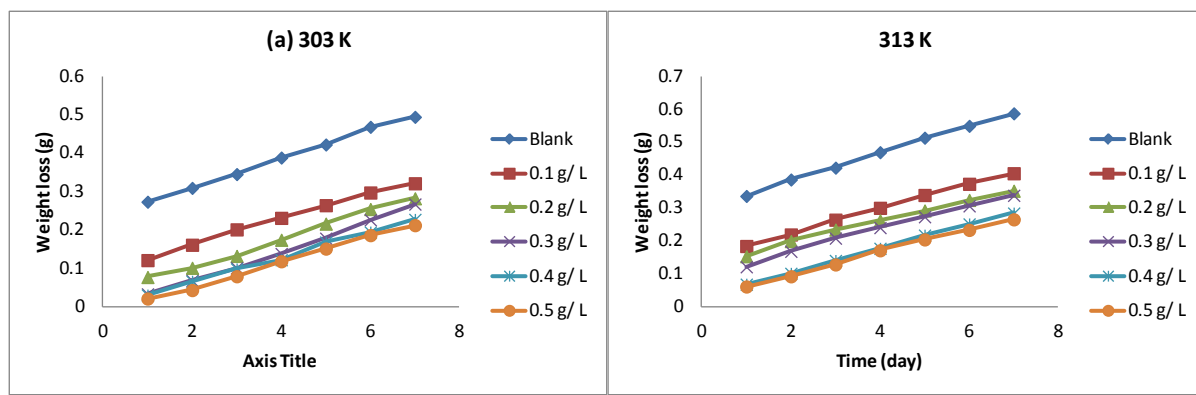 (a) 303 K
0.6
0.5
0.4
0.3
0.2
0.1
0
Weight loss (g)
0
2
4
6
8
Axis Title
Blank
0.1 g/ L
0.2 g/ L
0.3 g/ L
0.4 g/ L
0.5 g/ L
313 K
0.7
0.6
0.5
0.4
0.3
0.2
0.1
0
Weight loss (g)
0
2
4
6
8
Time (day)
Blank
0.1 g/ L
0.2 g/ L
0.3 g/ L
0.4 g/ L
0.5 g/ L